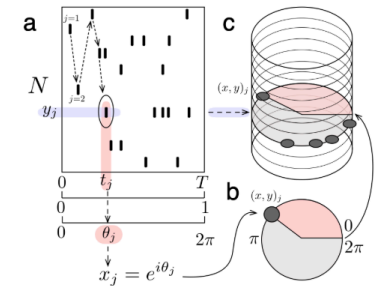 a
j=1
N
j=2
y_j
0 t_j T
0 1
0 θ_j 2π
x_j = e^{iθ_j}
c
(x, y)_j
b
(x, y)_j
π 0
2π